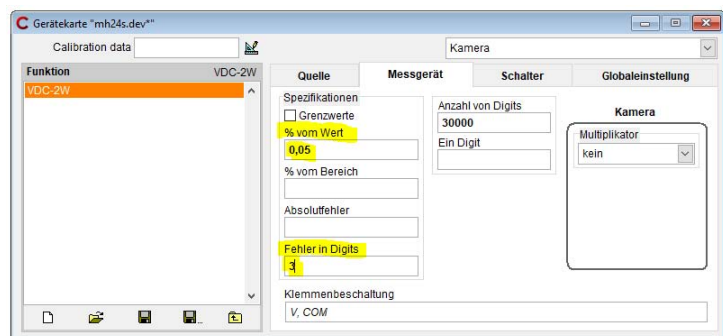 Gerätekarte "mh24s.dev*"
Calibration data
Kamera
Funktion VDC-2W
VDC-2W
Quelle Messgerät Schalter Globaleinstellung
Spezifikationen
Grenzwerte
% vom Wert
0,05
% vom Bereich
Absolutfehler
Fehler in Digits
3
Anzahl von Digits
30000
Ein Digit
Kamera
Multiplikator
kein
Klemmenbeschaltung
V, COM